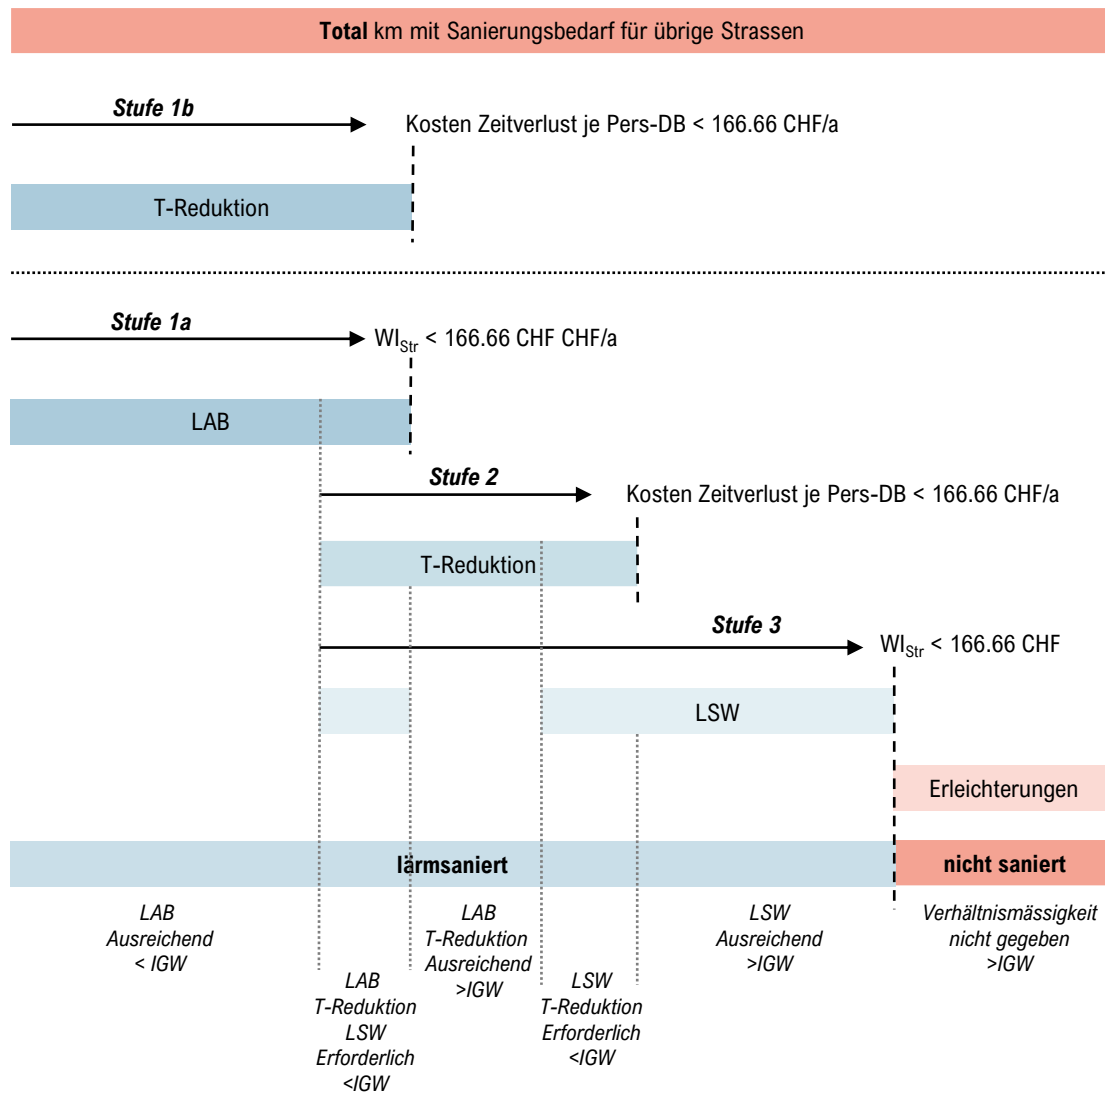 Total km mit Sanierungsbedarf für übrige Strassen
Stufe 1b
Kosten Zeitverlust je Pers-DB < 166.66 CHF/a
T-Reduktion
Stufe 1a
WI_Str < 166.66 CHF CHF/a
LAB
Stufe 2
Kosten Zeitverlust je Pers-DB < 166.66 CHF/a
T-Reduktion
Stufe 3
WI_Str < 166.66 CHF
LSW
Erleichterungen
lärmsaniert
nicht saniert
LAB
Ausreichend
< IGW
LAB
T-Reduktion
LSW
Erforderlich
<IGW
LAB
T-Reduktion
Ausreichend
>IGW
LSW
T-Reduktion
Erforderlich
<IGW
LSW
Ausreichend
>IGW
Verhältnismässigkeit
nicht gegeben
>IGW